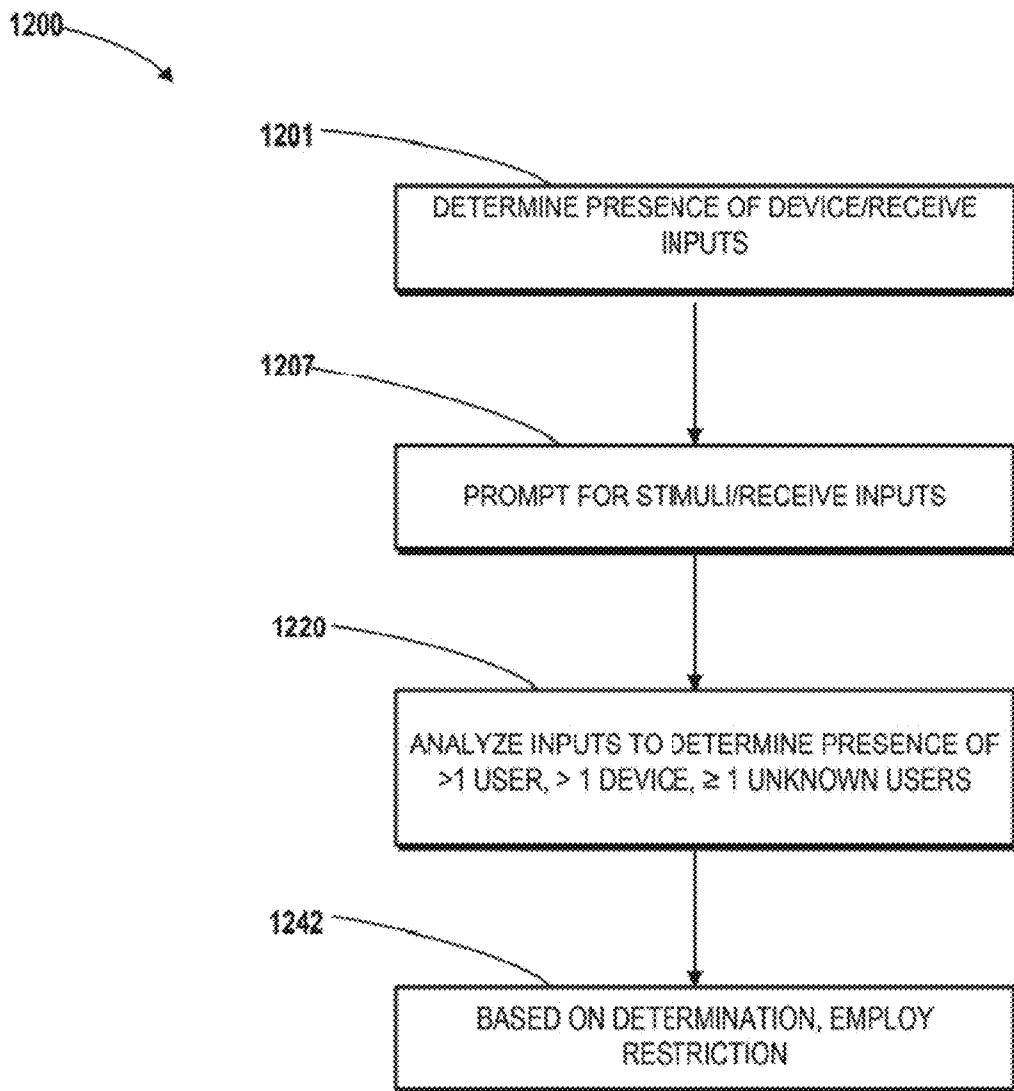 1200
1201
DETERMINE PRESENCE OF DEVICE/RECEIVE
INPUTS
1207
PROMPT FOR STIMULI/RECEIVE INPUTS
1220
ANALYZE INPUTS TO DETERMINE PRESENCE OF
>1 USER, > 1 DEVICE, ≥ 1 UNKNOWN USERS
1242
BASED ON DETERMINATION, EMPLOY
RESTRICTION